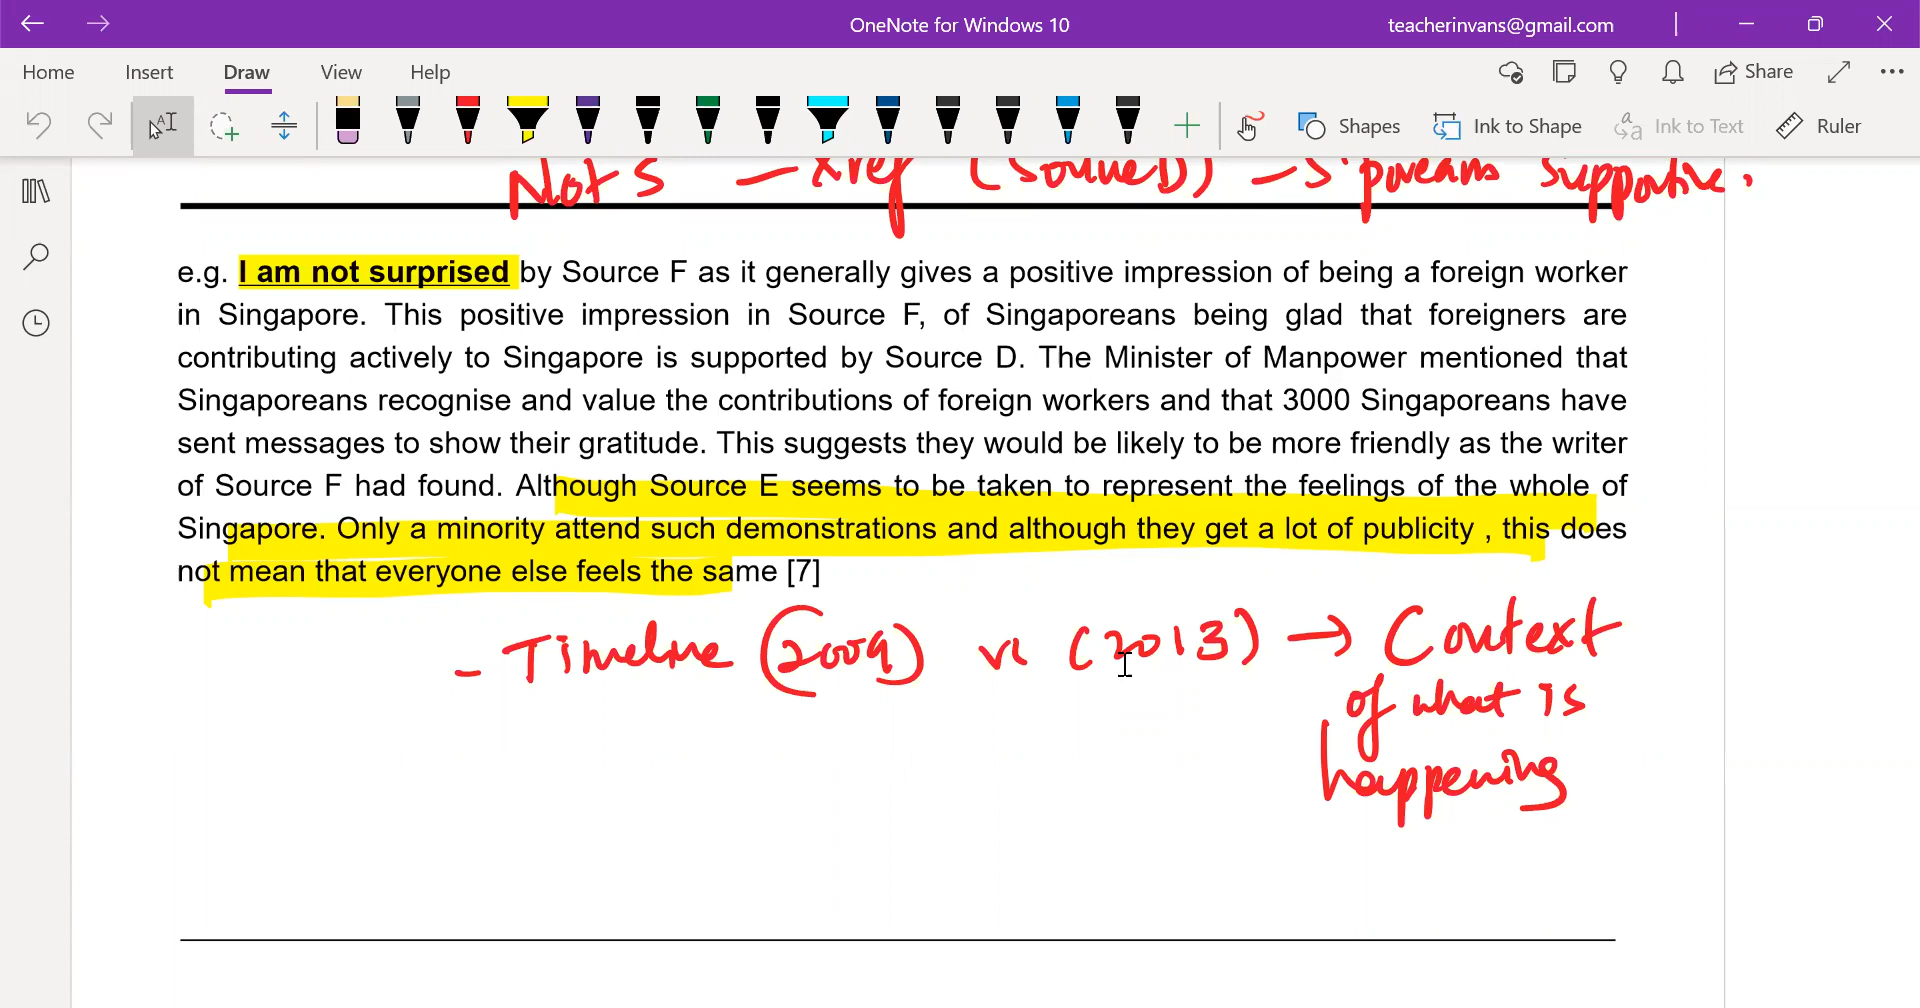 OneNote for Windows 10
teacherinvans@gmail.com
Home Insert Draw View Help
Share
Shapes Ink to Shape Ink to Text Ruler
Not S — Xref (Source D) — S'poreans supportive.
e.g. I am not surprised by Source F as it generally gives a positive impression of being a foreign worker
in Singapore. This positive impression in Source F, of Singaporeans being glad that foreigners are
contributing actively to Singapore is supported by Source D. The Minister of Manpower mentioned that
Singaporeans recognise and value the contributions of foreign workers and that 3000 Singaporeans have
sent messages to show their gratitude. This suggests they would be likely to be more friendly as the writer
of Source F had found. Although Source E seems to be taken to represent the feelings of the whole of
Singapore. Only a minority attend such demonstrations and although they get a lot of publicity , this does
not mean that everyone else feels the same [7]
- Timeline (2009) vs (2013) → Context
of what is
happening